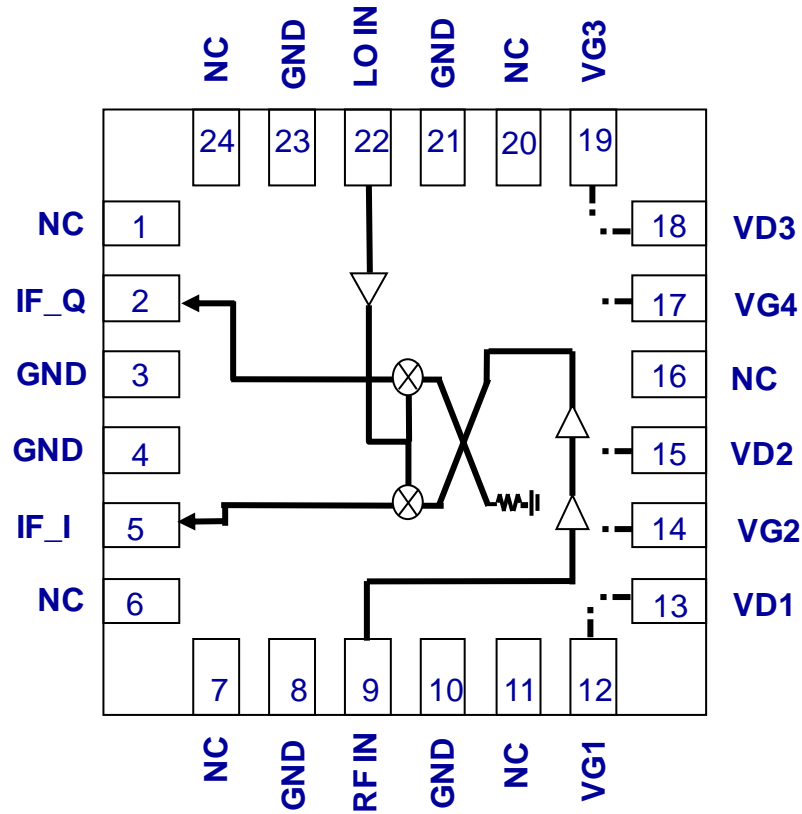 NC
GND
LO IN
GND
NC
VG3
24
23
22
21
20
19
NC
1
18
VD3
IF_Q
2
17
VG4
GND
3
16
NC
GND
4
15
VD2
IF_I
5
14
VG2
NC
6
13
VD1
7
8
9
10
11
12
NC
GND
RF IN
GND
NC
VG1